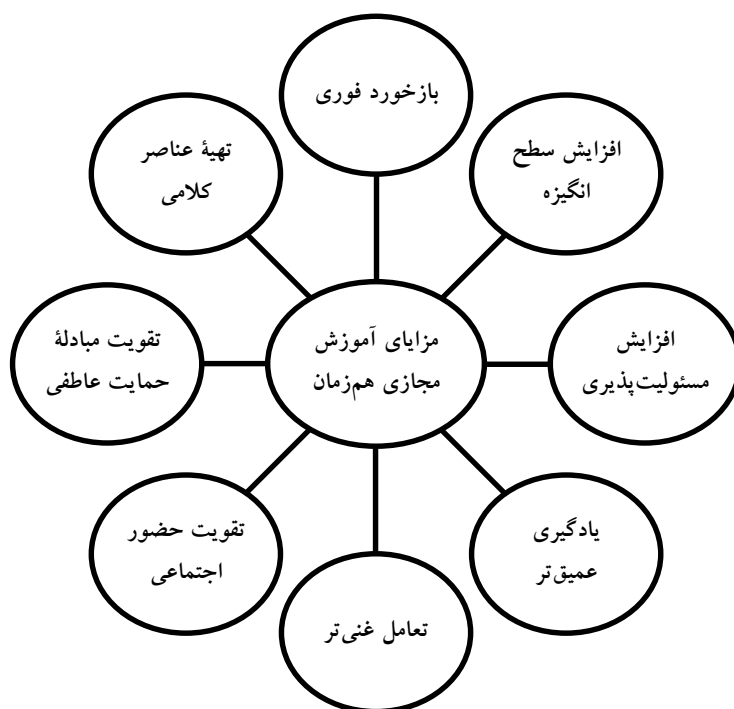 بازخورد فوری
افزایش سطح
انگیزه
افزایش
مسئولیت‌پذیری
یادگیری
عمیق‌تر
تعامل غنی‌تر
تقویت حضور
اجتماعی
تقویت مبادلۀ
حمایت عاطفی
تهیۀ عناصر
کلامی
مزایای آموزش
مجازی هم‌زمان